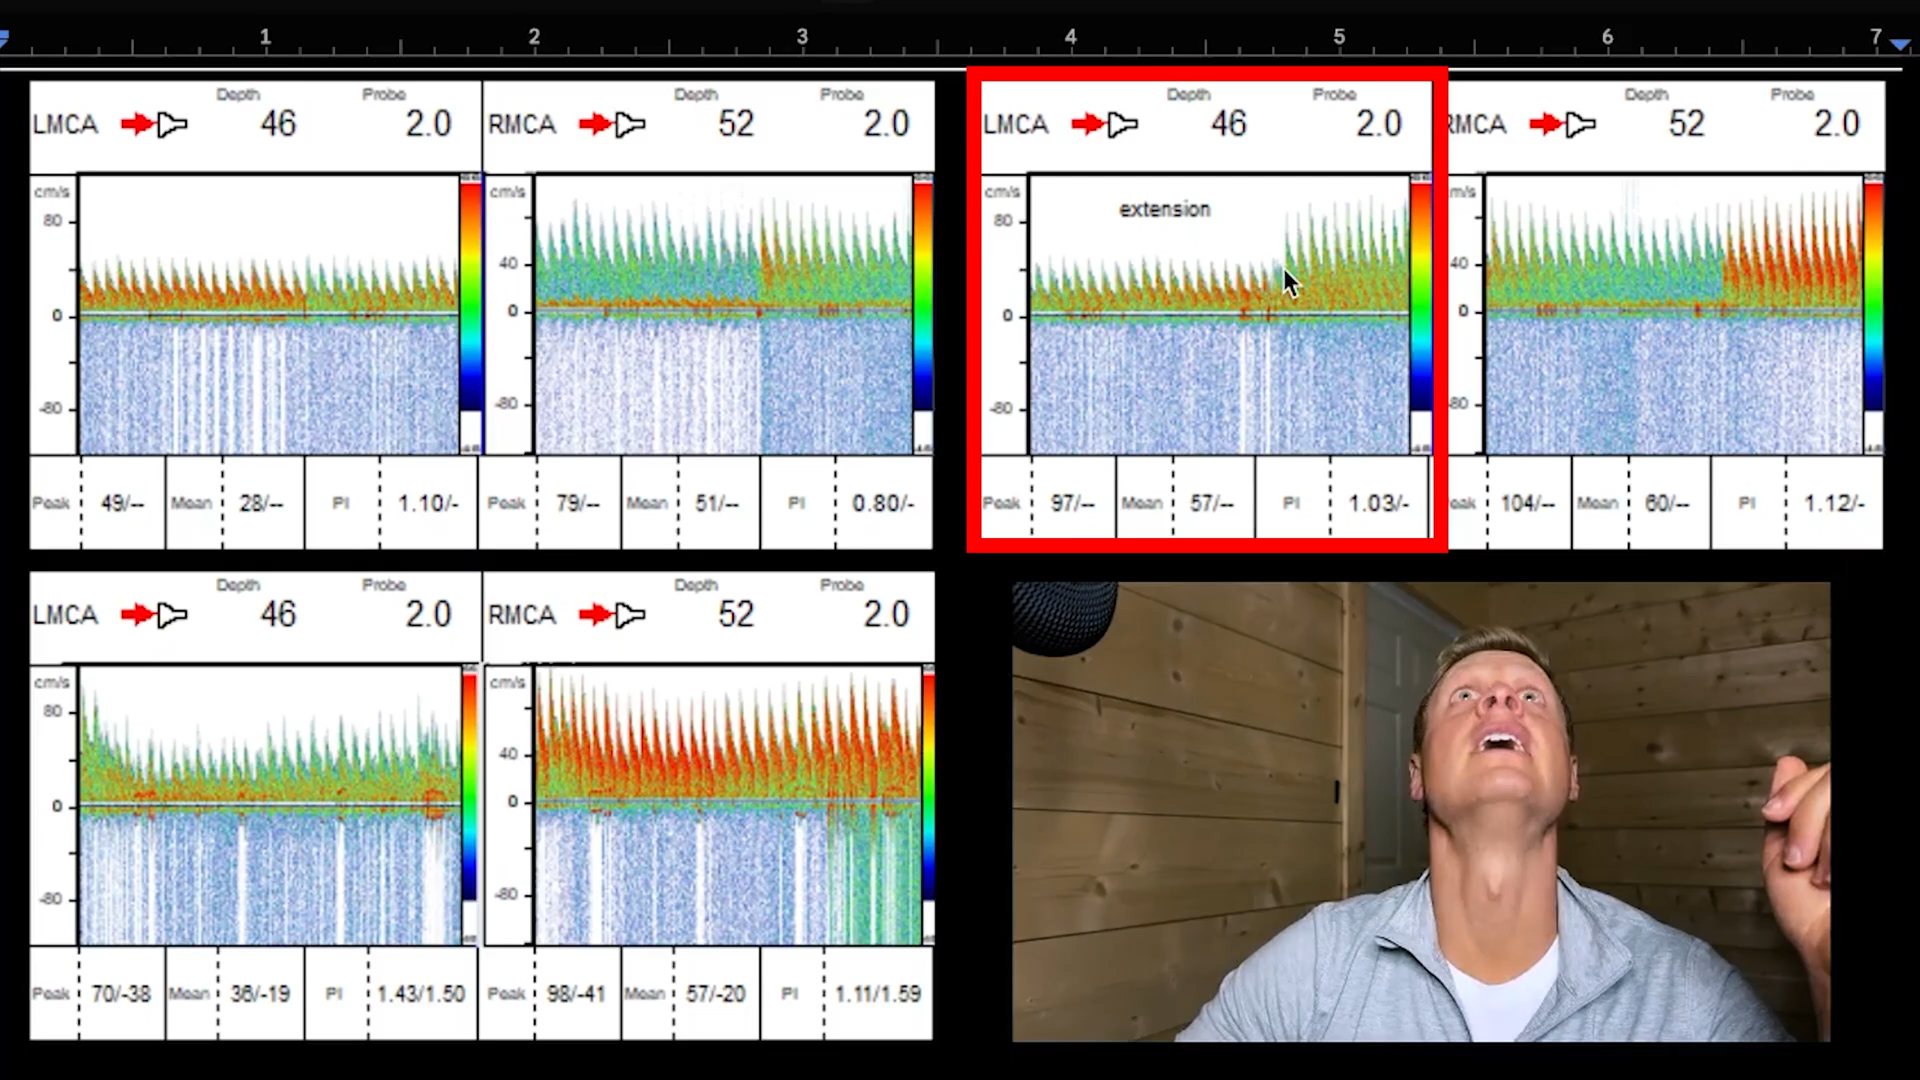 1 2 3 4 5 6 7
Depth Probe
LMCA 46 2.0
cm/s
80
0
-80
Peak 49/-- Mean 28/-- PI 1.10/-
Depth Probe
RMCA 52 2.0
cm/s
40
0
-80
Peak 79/-- Mean 51/-- PI 0.80/-
Depth Probe
LMCA 46 2.0
cm/s
extension
80
0
-80
Peak 97/-- Mean 57/-- PI 1.03/-
Depth Probe
RMCA 52 2.0
m/s
40
0
-80
eak 104/-- Mean 60/-- PI 1.12/-
Depth Probe
LMCA 46 2.0
cm/s
80
0
-80
Peak 70/-38 Mean 36/-19 PI 1.43/1.50
Depth Probe
RMCA 52 2.0
cm/s
40
0
-80
Peak 98/-41 Mean 57/-20 PI 1.11/1.59